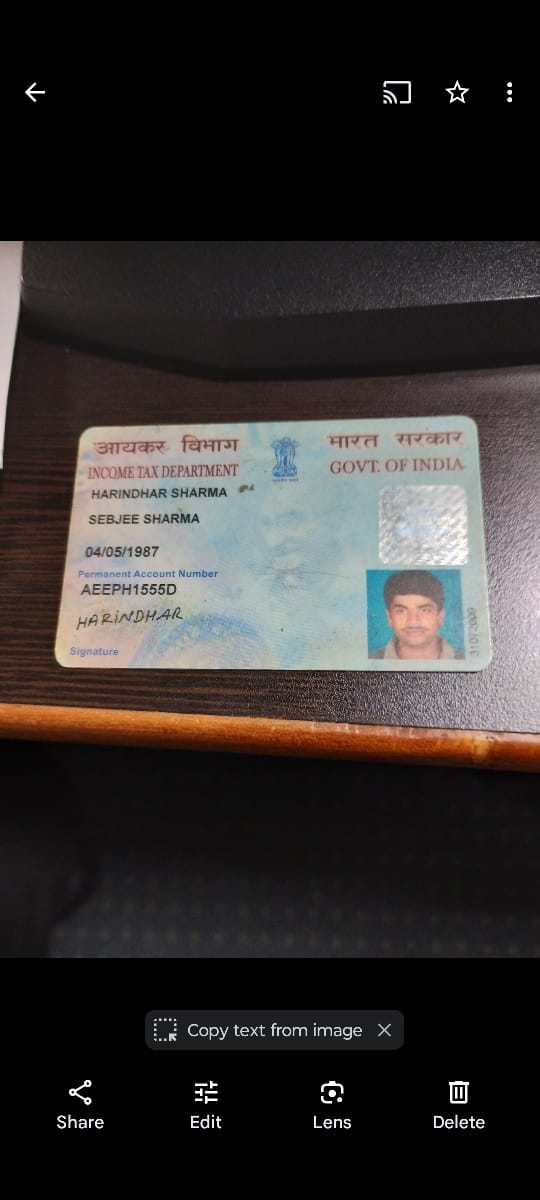 आयकर विभाग
INCOME TAX DEPARTMENT
भारत सरकार
GOVT. OF INDIA
HARINDHAR SHARMA
SEBJEE SHARMA
04/05/1987
Permanent Account Number
AEEPH1555D
HARINDHAR
Signature
Copy text from image
Share
Edit
Lens
Delete